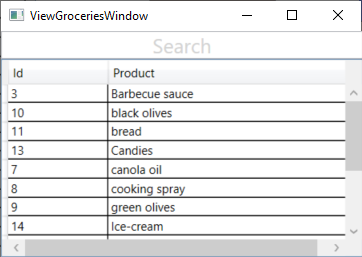 ViewGroceriesWindow
Search
Id Product
3 Barbecue sauce
10 black olives
11 bread
13 Candies
7 canola oil
8 cooking spray
9 green olives
14 Ice-cream